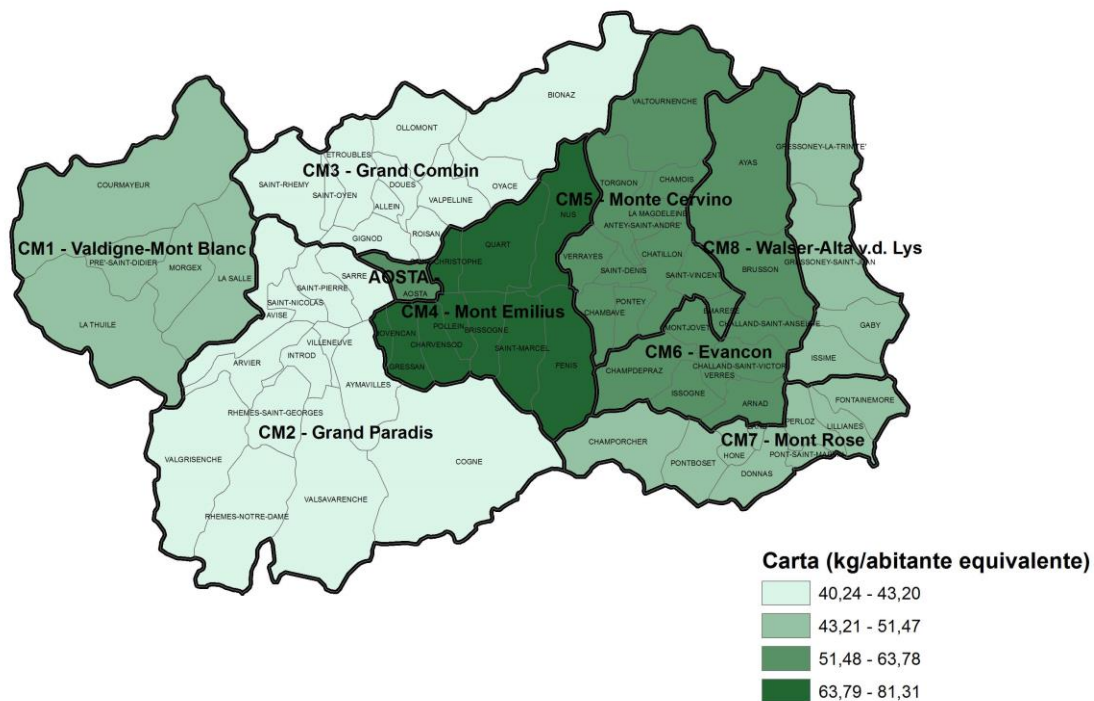 BIONAZ
VALTOURNENCHE
OLLOMONT
GRESSONEY-LA-TRINITE'
ETROUBLES
AYAS
CM3 - Grand Combin
SAINT-RHEMY
SAINT-OYEN
DOUES
OYACE
TORGNON
CHAMOIS
COURMAYEUR
ALLEIN
VALPELLINE
CM5 - Monte Cervino
NUS
LA MAGDELEINE
ANTEY-SAINT-ANDRE'
GIGNOD
ROISAN
QUART
CM1 - Valdigne-Mont Blanc
CM8 - Walser-Alta v.d. Lys
PRE'-SAINT-DIDIER
MORGEX
LA SALLE
SARRE
CHRISTOPHE
VERRAYES
CHATILLON
BRUSSON
GRESSONEY-SAINT-JEAN
AOSTA -
SAINT-DENIS
SAINT-VINCENT
SAINT-PIERRE
AOSTA
SAINT-NICOLAS
PONTEY
EMARESE
AVISE
CM4 - Mont Emilius
CHAMBAVE
LA THUILE
JOVENCAN
POLLEIN
BRISSOGNE
MONTJOVET
CHALLAND-SAINT-ANSELME
GABY
VILLENEUVE
CHARVENSOD
SAINT-MARCEL
CM6 - Evancon
ISSIME
ARVIER
INTROD
GRESSAN
FENIS
CHALLAND-SAINT-VICTOR
CHAMPDEPRAZ
VERRES
AYMAVILLES
ISSOGNE
ARNAD
FONTAINEMORE
RHEMES-SAINT-GEORGES
PERLOZ
LILLIANES
CM2 - Grand Paradis
CHAMPORCHER
CM7 - Mont Rose
VALGRISENCHE
COGNE
PONTBOSET
HONE
PONT-SAINT-MARTIN
DONNAS
VALSAVARENCHE
RHEMES-NOTRE-DAME
Carta (kg/abitante equivalente)
40,24 - 43,20
43,21 - 51,47
51,48 - 63,78
63,79 - 81,31